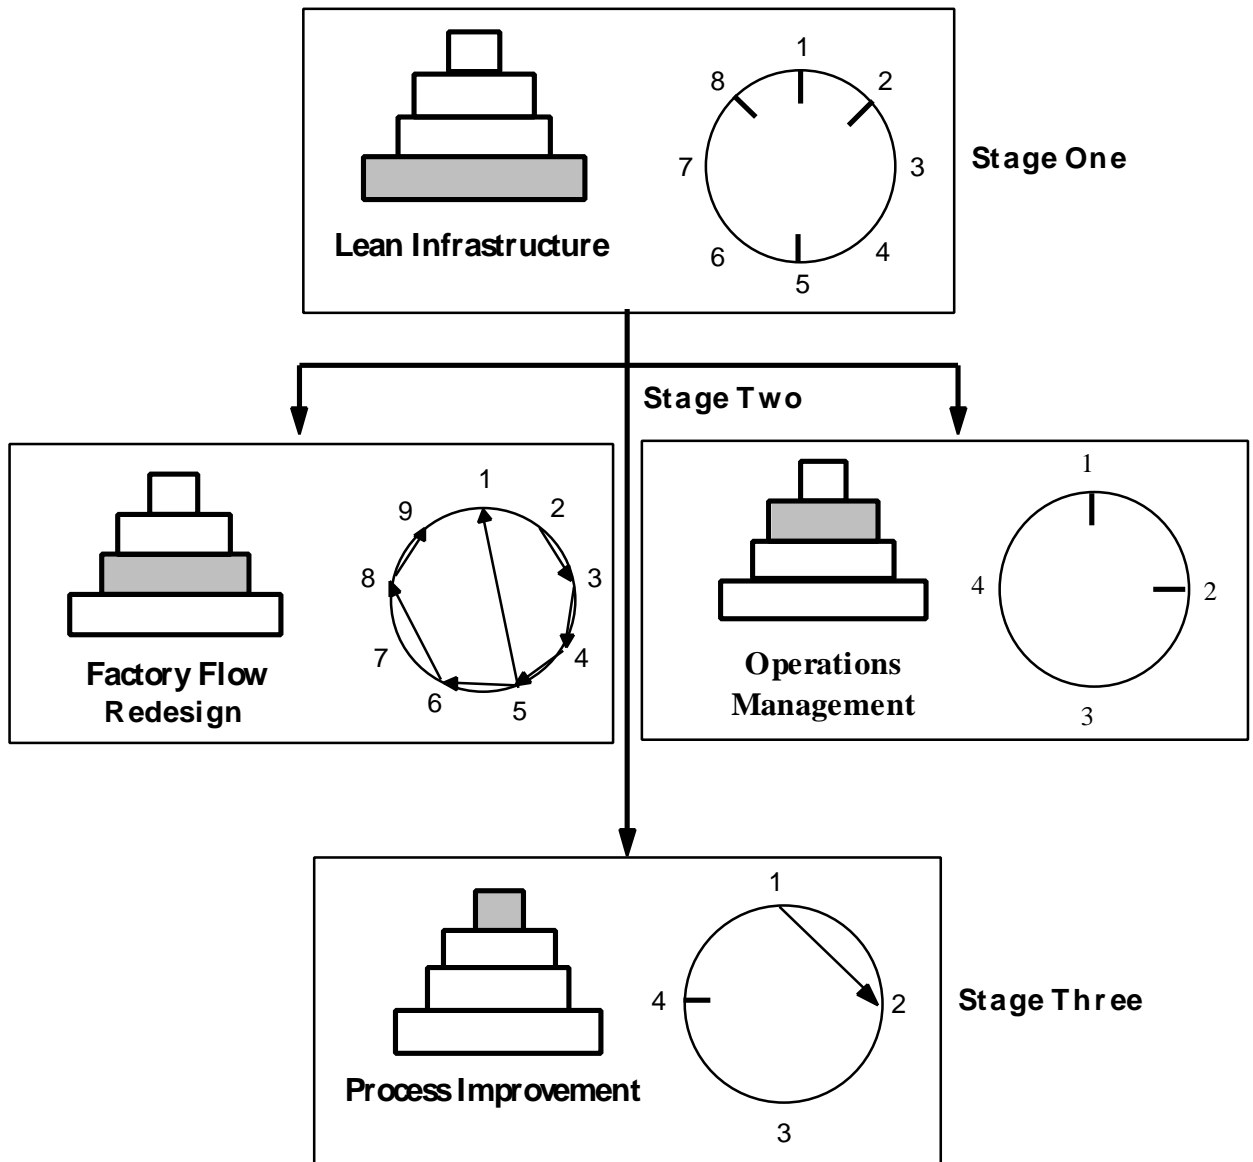 1
8
2
7
3
6
4
5
Lean Infrastructure
Stage One
Stage Two
1
9
2
8
3
7
4
6
5
Factory Flow
Redesign
1
4
2
3
Operations
Management
1
4
2
3
Process Improvement
Stage Three